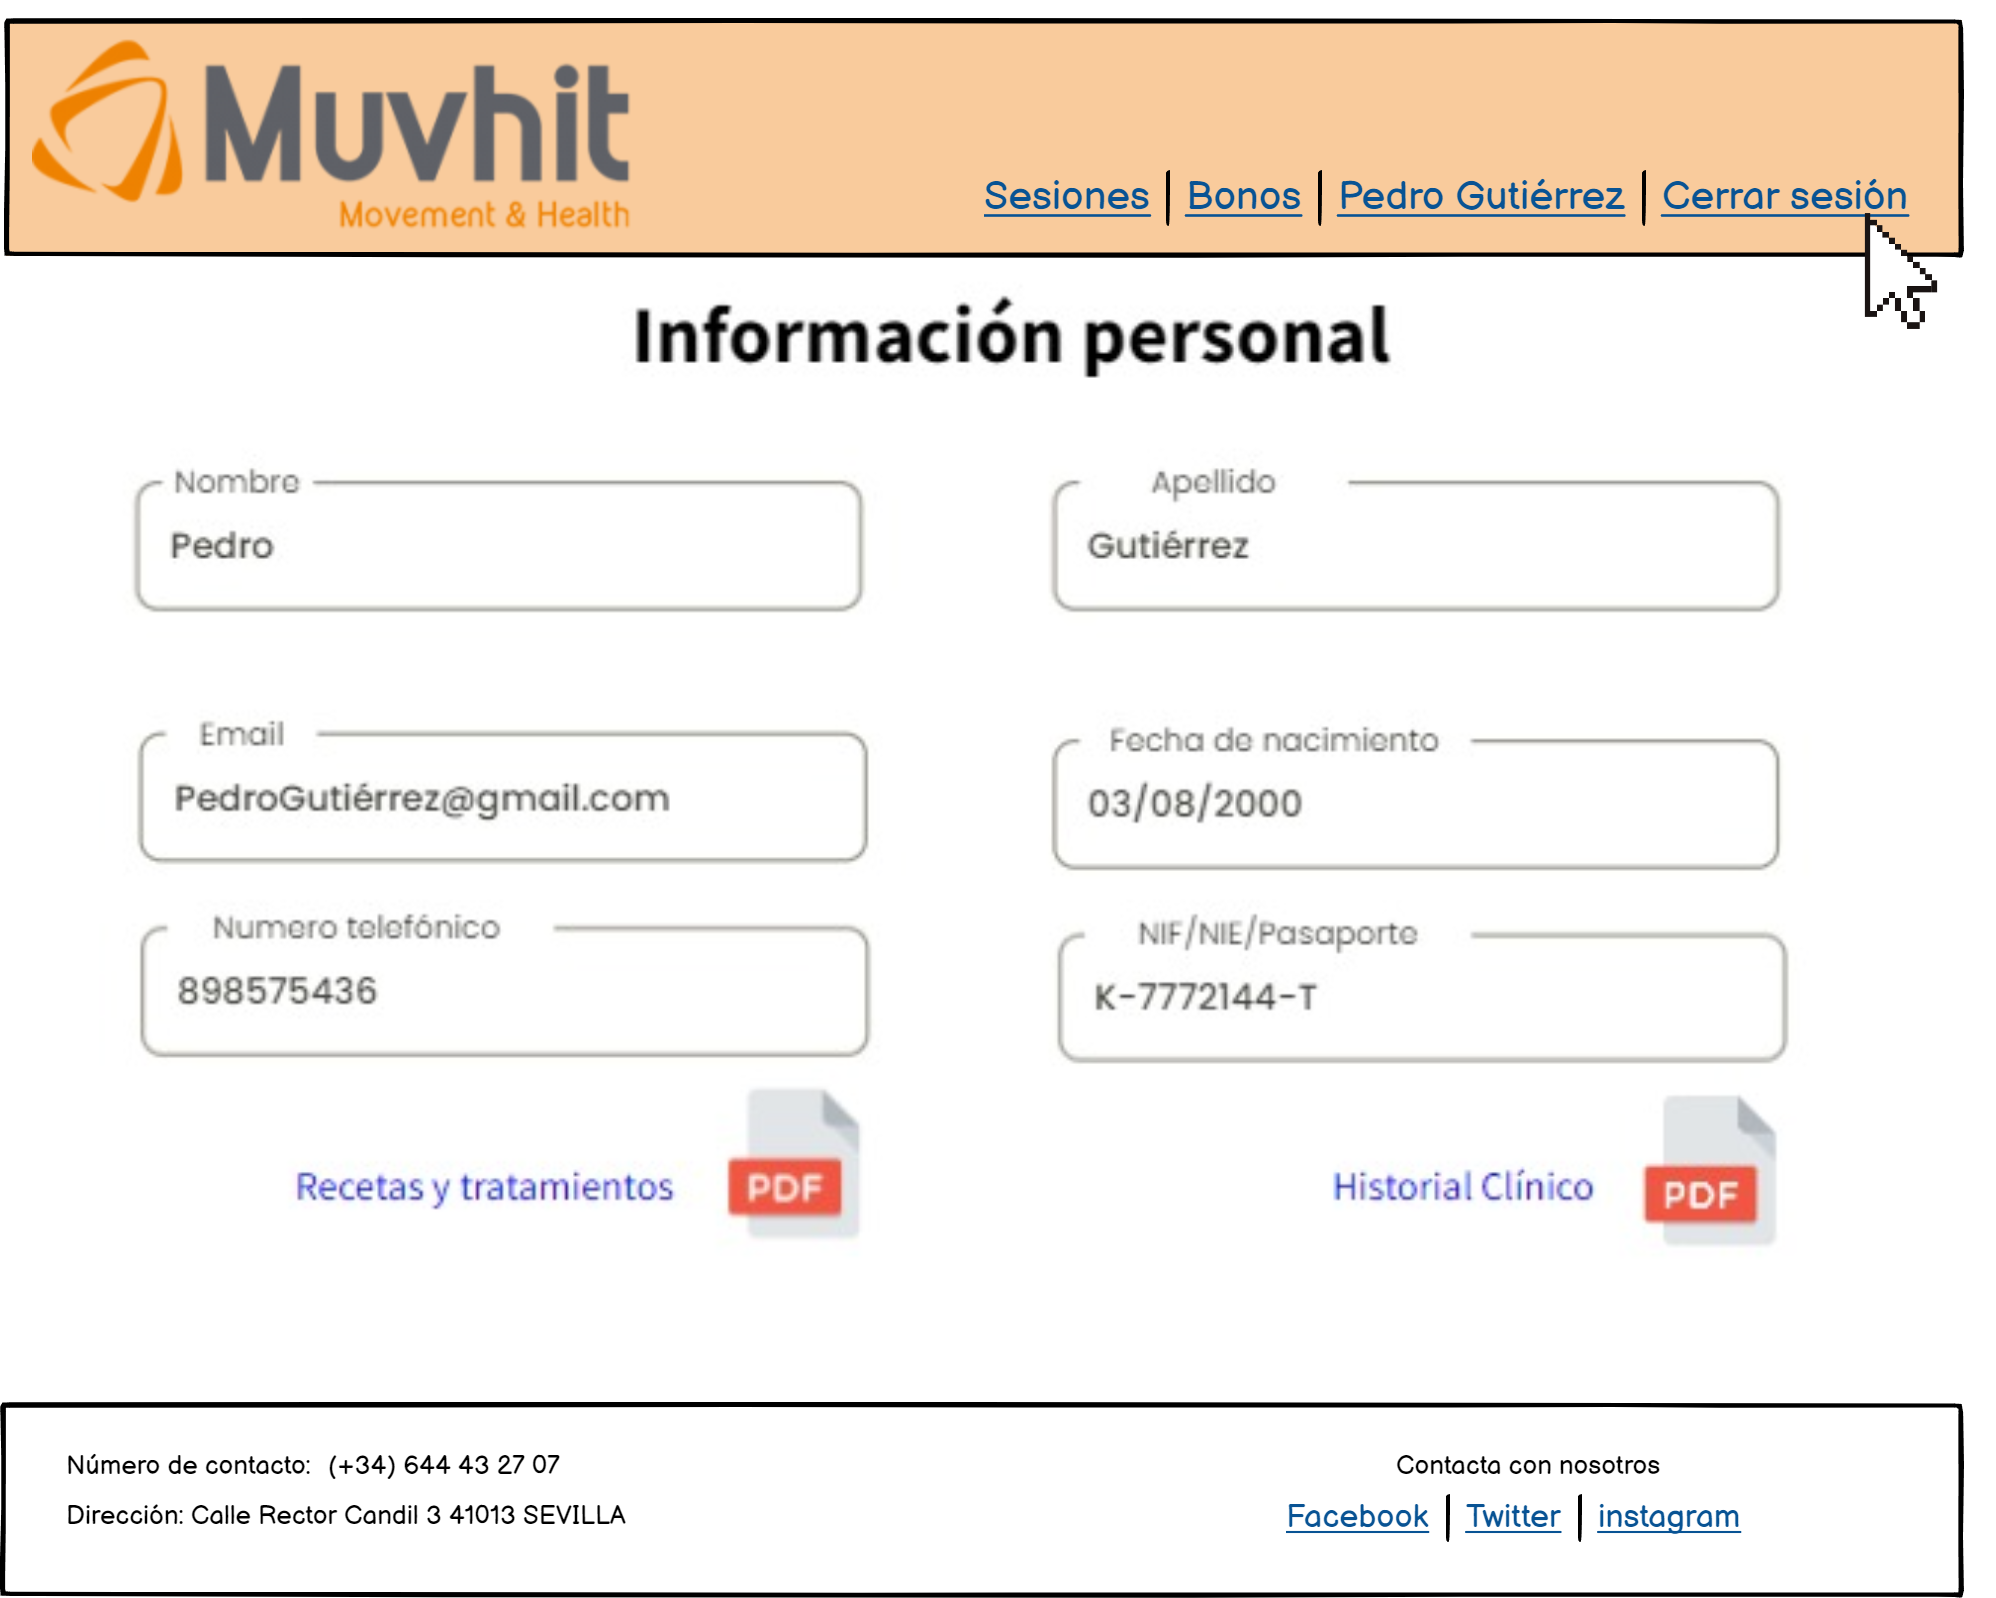 Muvhit
Movement & Health
Sesiones | Bonos | Pedro Gutiérrez | Cerrar sesión
Información personal
Nombre
Pedro
Apellido
Gutiérrez
Email
PedroGutiérrez@gmail.com
Fecha de nacimiento
03/08/2000
Numero telefónico
898575436
NIF/NIE/Pasaporte
K-7772144-T
Recetas y tratamientos
PDF
Historial Clínico
PDF
Número de contacto: (+34) 644 43 27 07
Dirección: Calle Rector Candil 3 41013 SEVILLA
Contacta con nosotros
Facebook | Twitter | instagram